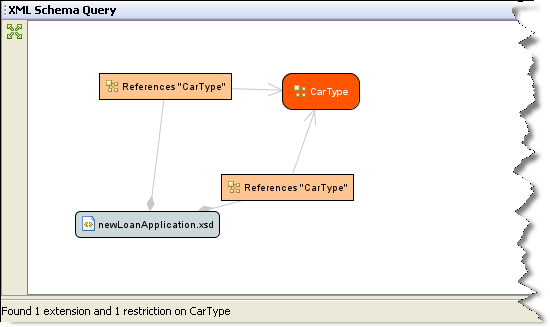 XML Schema Query
References "CarType"
CarType
References "CarType"
newLoanApplication.xsd
Found 1 extension and 1 restriction on CarType